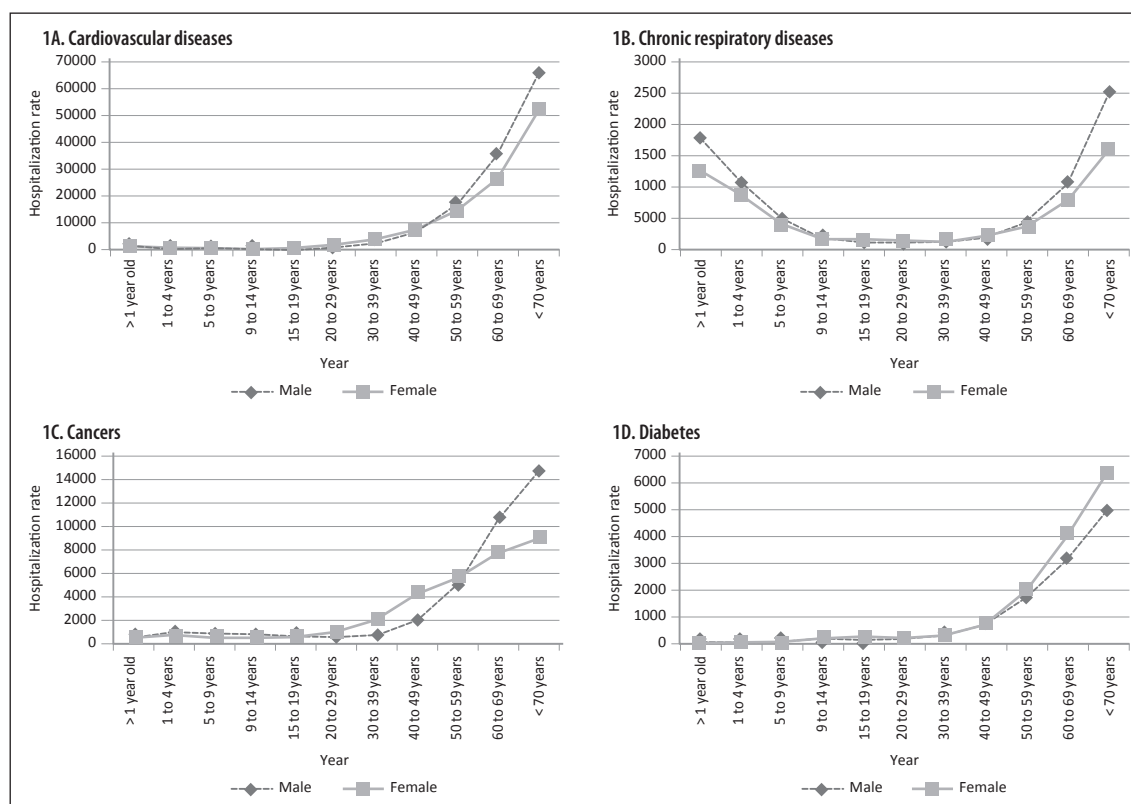 1A. Cardiovascular diseases
70000
60000
50000
40000
30000
20000
10000
0
Hospitalization rate
> 1 year old
1 to 4 years
5 to 9 years
9 to 14 years
15 to 19 years
20 to 29 years
30 to 39 years
40 to 49 years
50 to 59 years
60 to 69 years
< 70 years
Year
Male
Female
1B. Chronic respiratory diseases
3000
2500
2000
1500
1000
5000
0
Hospitalization rate
> 1 year old
1 to 4 years
5 to 9 years
9 to 14 years
15 to 19 years
20 to 29 years
30 to 39 years
40 to 49 years
50 to 59 years
60 to 69 years
< 70 years
Year
Male
Female
1C. Cancers
16000
14000
12000
10000
8000
6000
4000
2000
0
Hospitalization rate
> 1 year old
1 to 4 years
5 to 9 years
9 to 14 years
15 to 19 years
20 to 29 years
30 to 39 years
40 to 49 years
50 to 59 years
60 to 69 years
< 70 years
Year
Male
Female
1D. Diabetes
7000
6000
5000
4000
3000
2000
1000
0
Hospitalization rate
> 1 year old
1 to 4 years
5 to 9 years
9 to 14 years
15 to 19 years
20 to 29 years
30 to 39 years
40 to 49 years
50 to 59 years
60 to 69 years
< 70 years
Year
Male
Female